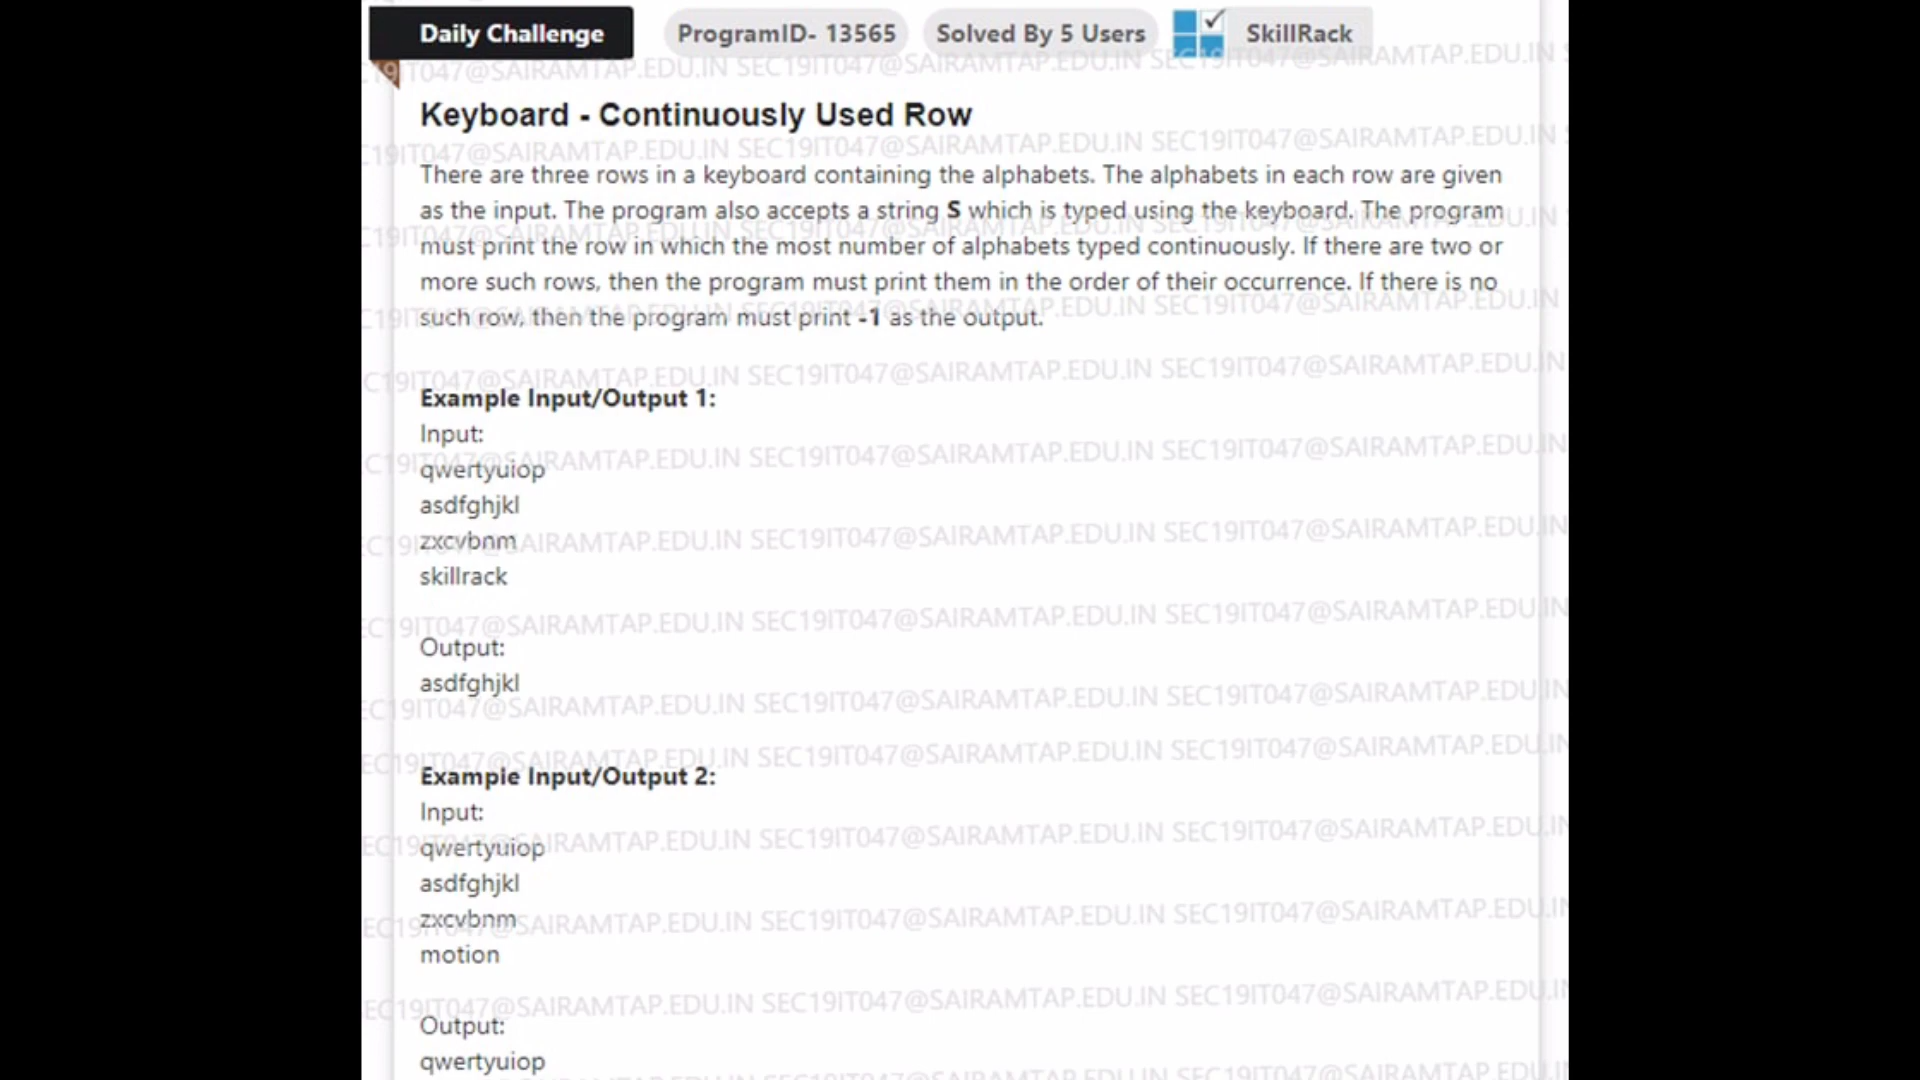 Daily Challenge ProgramID- 13565 Solved By 5 Users SkillRack
Keyboard - Continuously Used Row
There are three rows in a keyboard containing the alphabets. The alphabets in each row are given
as the input. The program also accepts a string S which is typed using the keyboard. The program
must print the row in which the most number of alphabets typed continuously. If there are two or
more such rows, then the program must print them in the order of their occurrence. If there is no
such row, then the program must print -1 as the output.
Example Input/Output 1:
Input:
qwertyuiop
asdfghjkl
zxcvbnm
skillrack
Output:
asdfghjkl
Example Input/Output 2:
Input:
qwertyuiop
asdfghjkl
zxcvbnm
motion
Output:
qwertyuiop